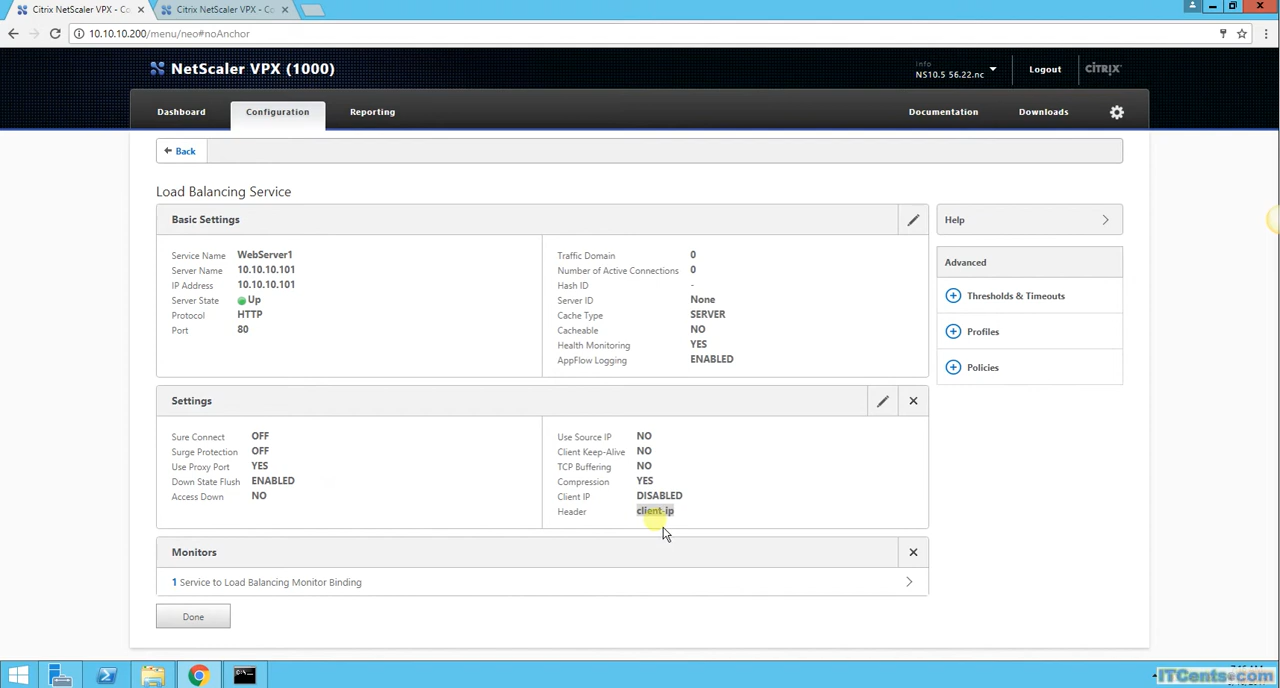 Citrix NetScaler VPX - Co
Citrix NetScaler VPX - Co
10.10.10.200/menu/neo#noAnchor
NetScaler VPX (1000)
Info
NS10.5 56.22.nc
Logout
CITRIX
Dashboard
Configuration
Reporting
Documentation
Downloads
Back
Load Balancing Service
Basic Settings
Service Name WebServer1
Server Name 10.10.10.101
IP Address 10.10.10.101
Server State Up
Protocol HTTP
Port 80
Traffic Domain 0
Number of Active Connections 0
Hash ID -
Server ID None
Cache Type SERVER
Cacheable NO
Health Monitoring YES
AppFlow Logging ENABLED
Help
Advanced
Thresholds & Timeouts
Profiles
Policies
Settings
Sure Connect OFF
Surge Protection OFF
Use Proxy Port YES
Down State Flush ENABLED
Access Down NO
Use Source IP NO
Client Keep-Alive NO
TCP Buffering NO
Compression YES
Client IP DISABLED
Header client-ip
Monitors
1 Service to Load Balancing Monitor Binding
Done
ITCents.com